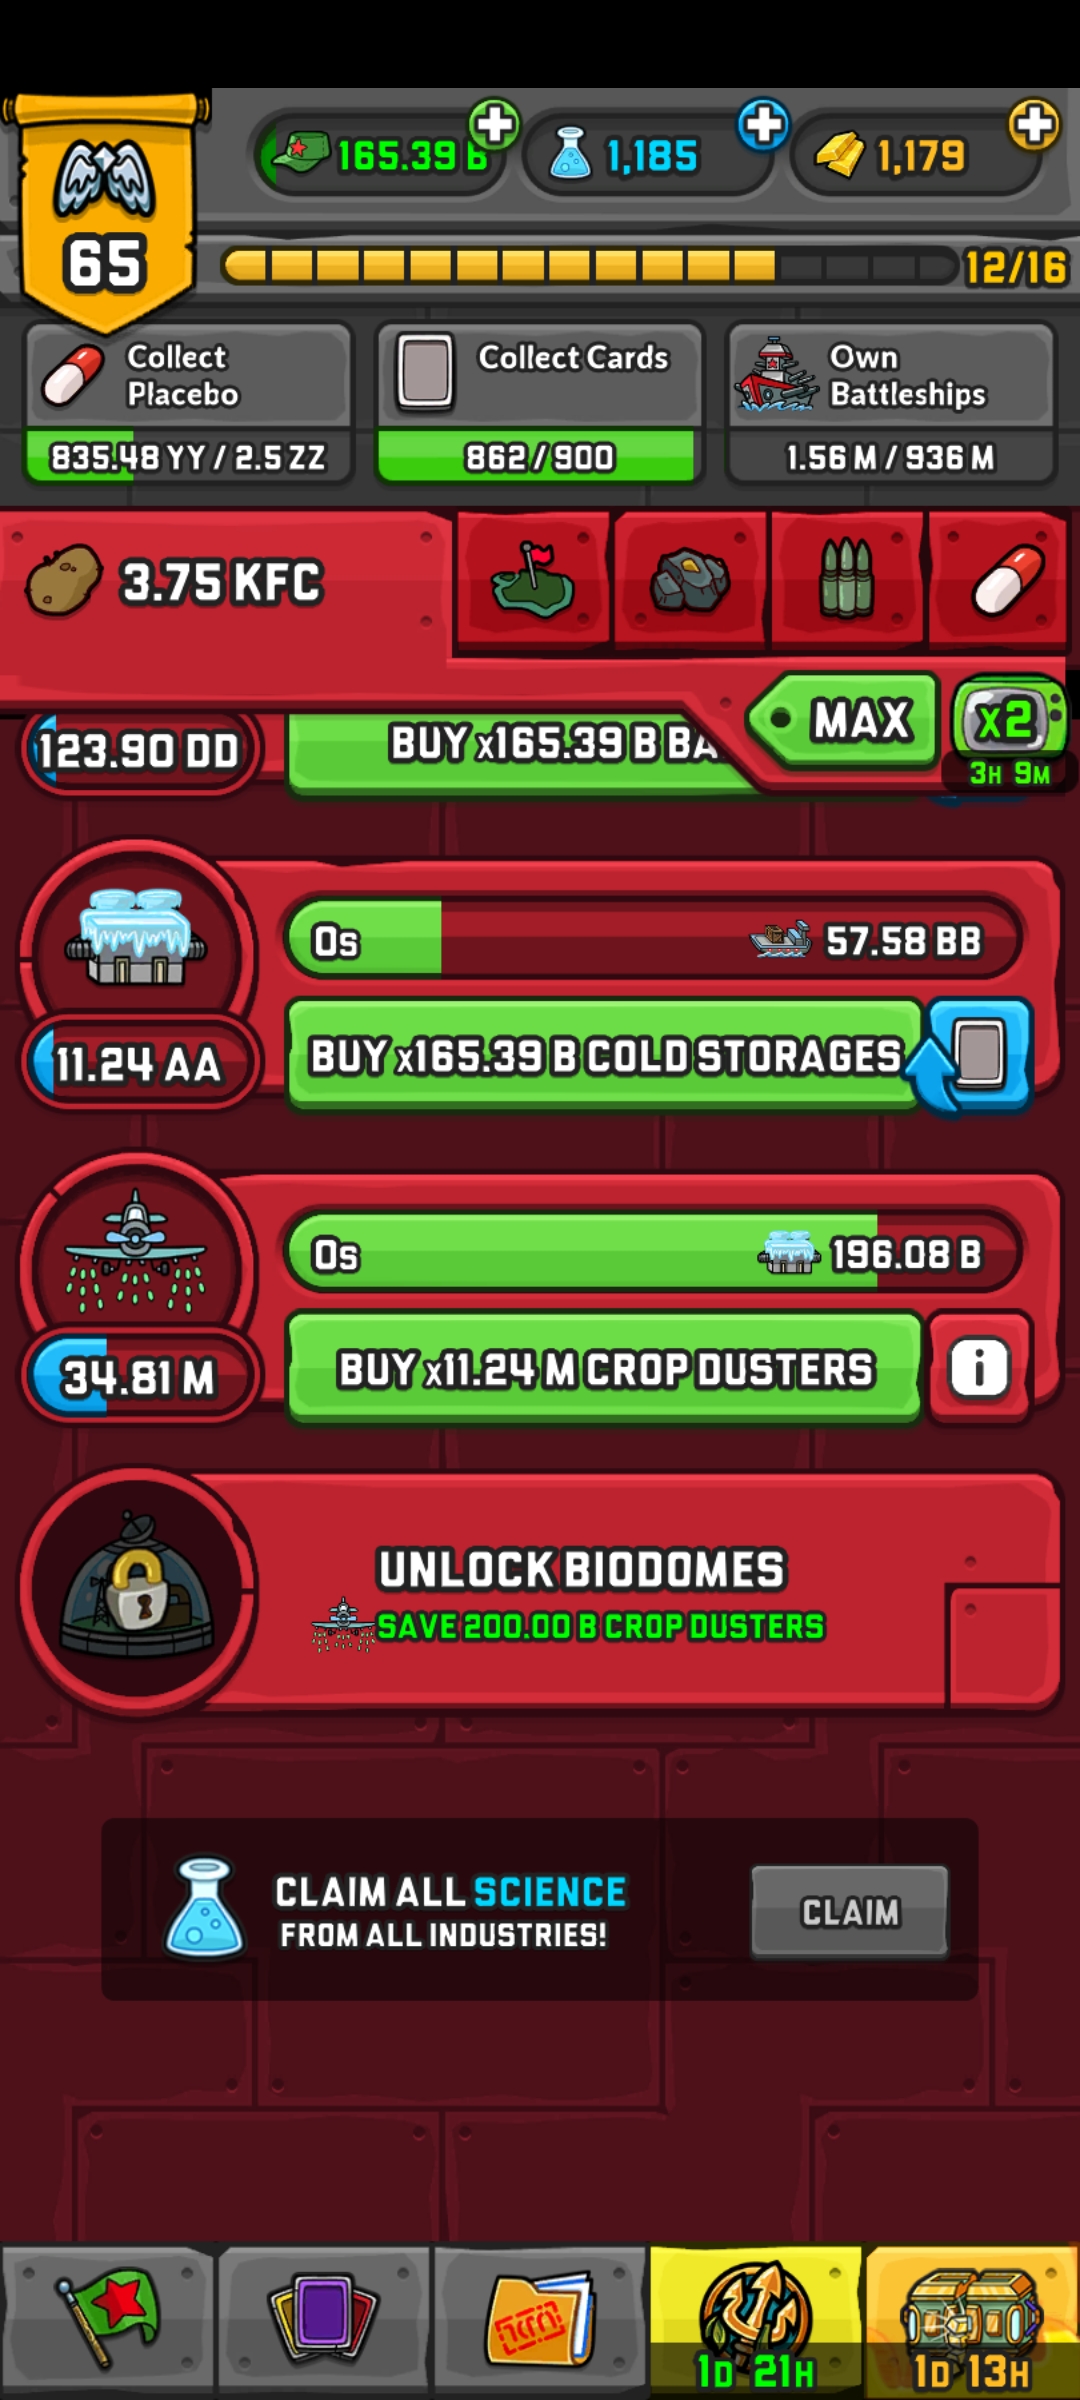 165.39 B
1,185
1,179
65
12/16
Collect
Placebo
Collect Cards
Own
Battleships
835.48 YY / 2.5 ZZ
862/900
1.56 M / 936 M
3.75 KFC
MAX
x2
3H 9M
123.90 DD
BUY x165.39 B BA
0s
57.58 BB
11.24 AA
BUY x165.39 B COLD STORAGES
0s
196.08 B
34.81 M
BUY x11.24 M CROP DUSTERS
i
UNLOCK BIODOMES
SAVE 200.00 B CROP DUSTERS
CLAIM ALL SCIENCE
FROM ALL INDUSTRIES!
CLAIM
1D 21H
1D 13H